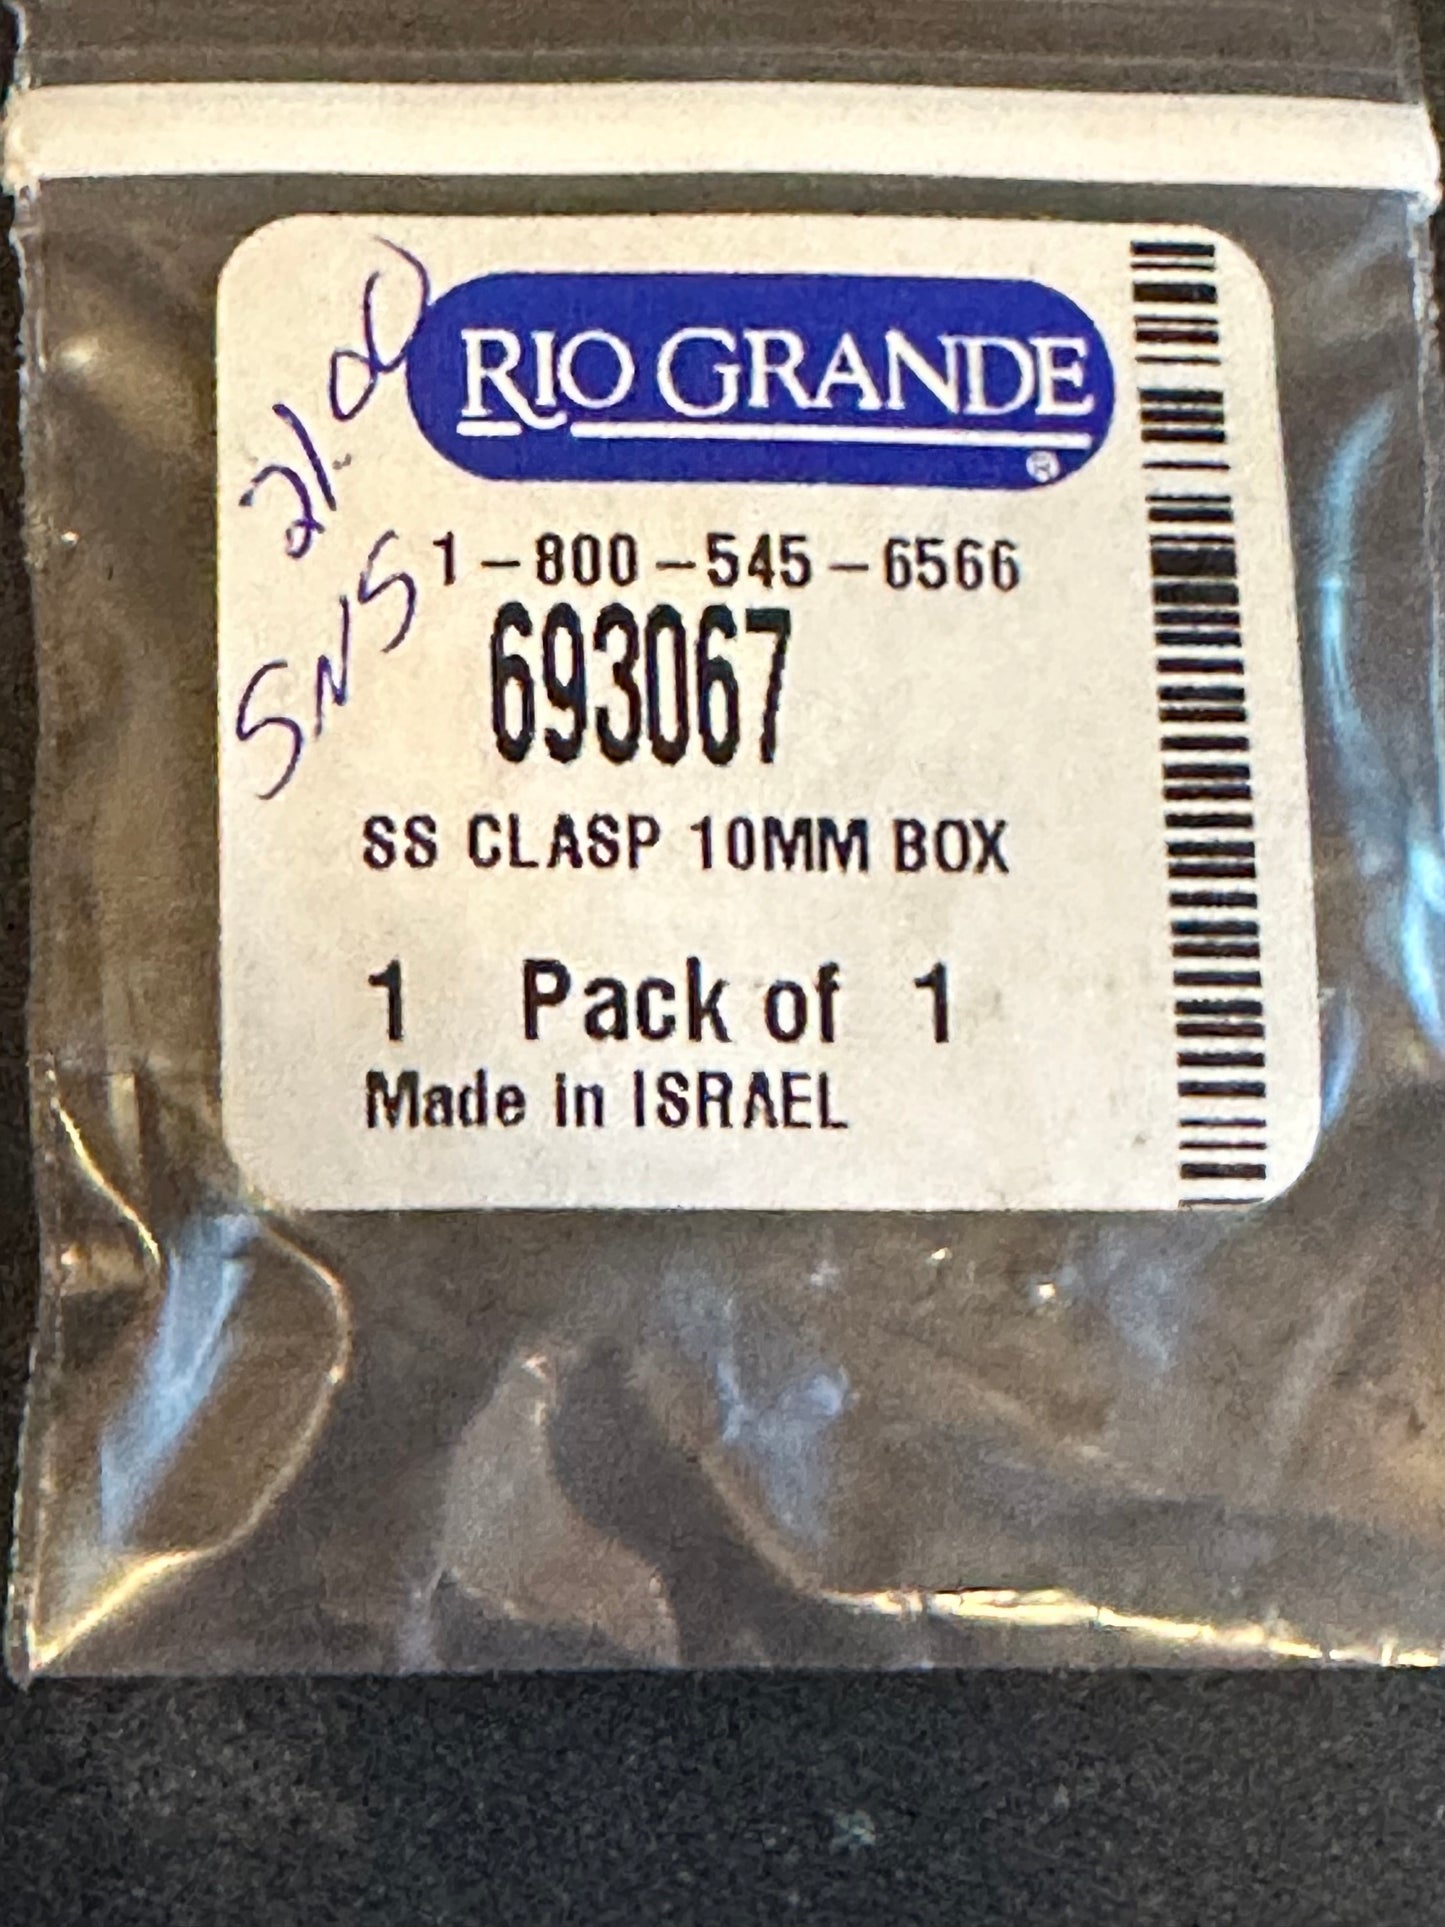 21.00
SNS
RIO GRANDE
®
1-800-545-6566
693067
SS CLASP 10MM BOX
1 Pack of 1
Made in ISRAEL